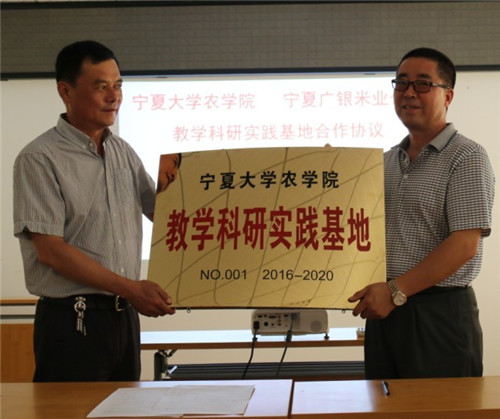 宁夏大学农学院 宁夏广银米业
教学科研实践基地合作协议
宁夏大学农学院
教学科研实践基地
NO.001 2016-2020